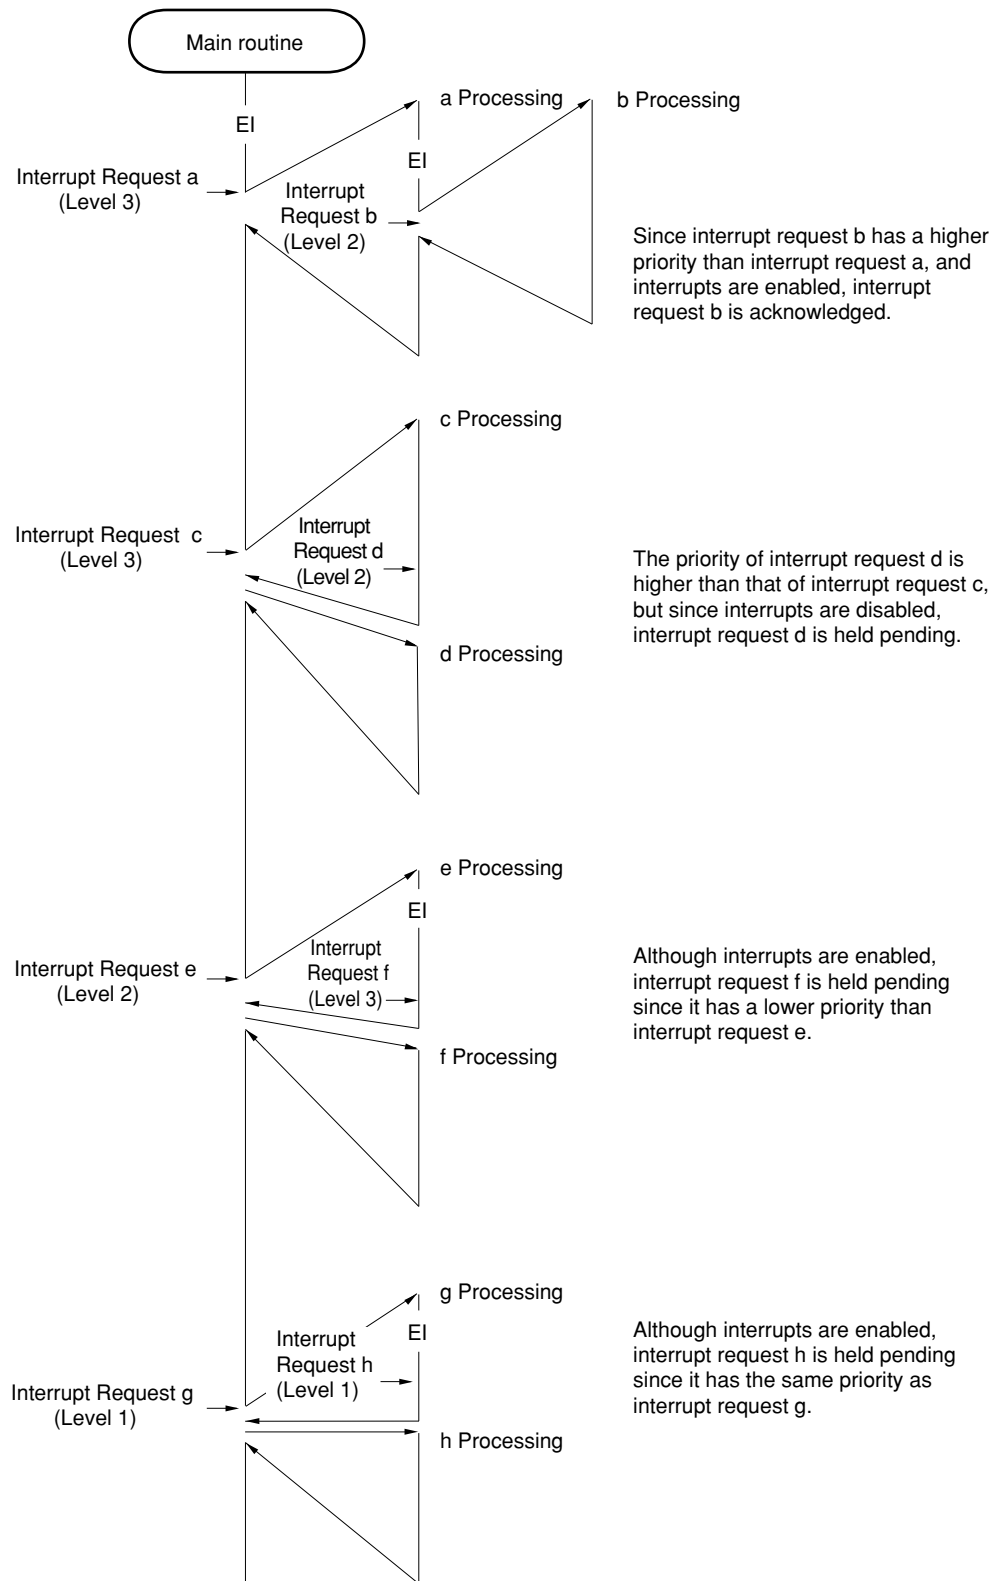 Main routine
EI
a Processing
b Processing
EI
Interrupt Request a
(Level 3)
Interrupt
Request b
(Level 2)
Since interrupt request b has a higher
priority than interrupt request a, and
interrupts are enabled, interrupt
request b is acknowledged.
c Processing
Interrupt Request c
(Level 3)
Interrupt
Request d
(Level 2)
The priority of interrupt request d is
higher than that of interrupt request c,
but since interrupts are disabled,
interrupt request d is held pending.
d Processing
e Processing
EI
Interrupt Request e
(Level 2)
Interrupt
Request f
(Level 3)
Although interrupts are enabled,
interrupt request f is held pending
since it has a lower priority than
interrupt request e.
f Processing
g Processing
EI
Interrupt Request g
(Level 1)
Interrupt
Request h
(Level 1)
Although interrupts are enabled,
interrupt request h is held pending
since it has the same priority as
interrupt request g.
h Processing